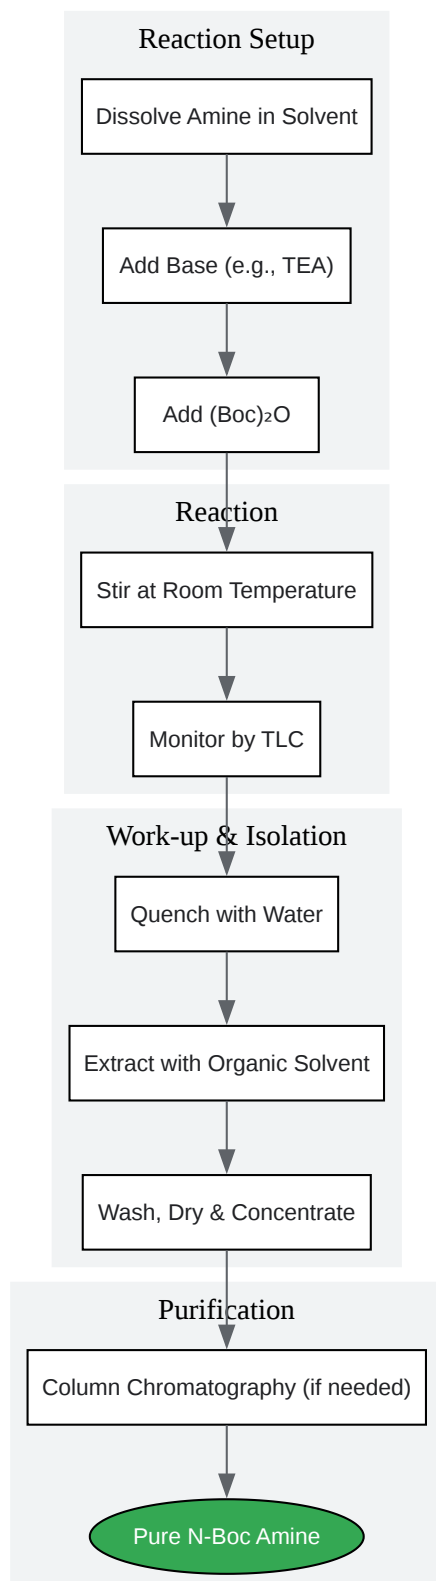 Reaction Setup
Dissolve Amine in Solvent
Add Base (e.g., TEA)
Add (Boc)₂O
Reaction
Stir at Room Temperature
Monitor by TLC
Work-up & Isolation
Quench with Water
Extract with Organic Solvent
Wash, Dry & Concentrate
Purification
Column Chromatography (if needed)
Pure N-Boc Amine